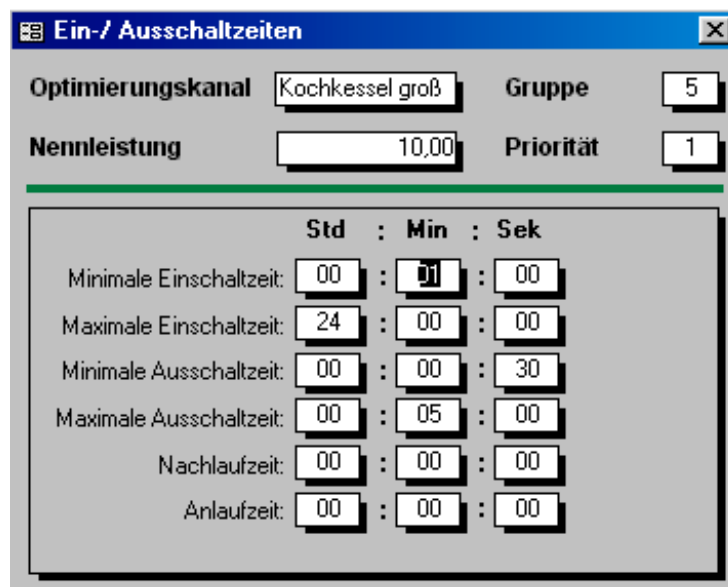 Ein-/ Ausschaltzeiten
Optimierungskanal Kochkessel groß Gruppe 5
Nennleistung 10,00 Priorität 1
Std : Min : Sek
Minimale Einschaltzeit: 00 : 01 : 00
Maximale Einschaltzeit: 24 : 00 : 00
Minimale Ausschaltzeit: 00 : 00 : 30
Maximale Ausschaltzeit: 00 : 05 : 00
Nachlaufzeit: 00 : 00 : 00
Anlaufzeit: 00 : 00 : 00